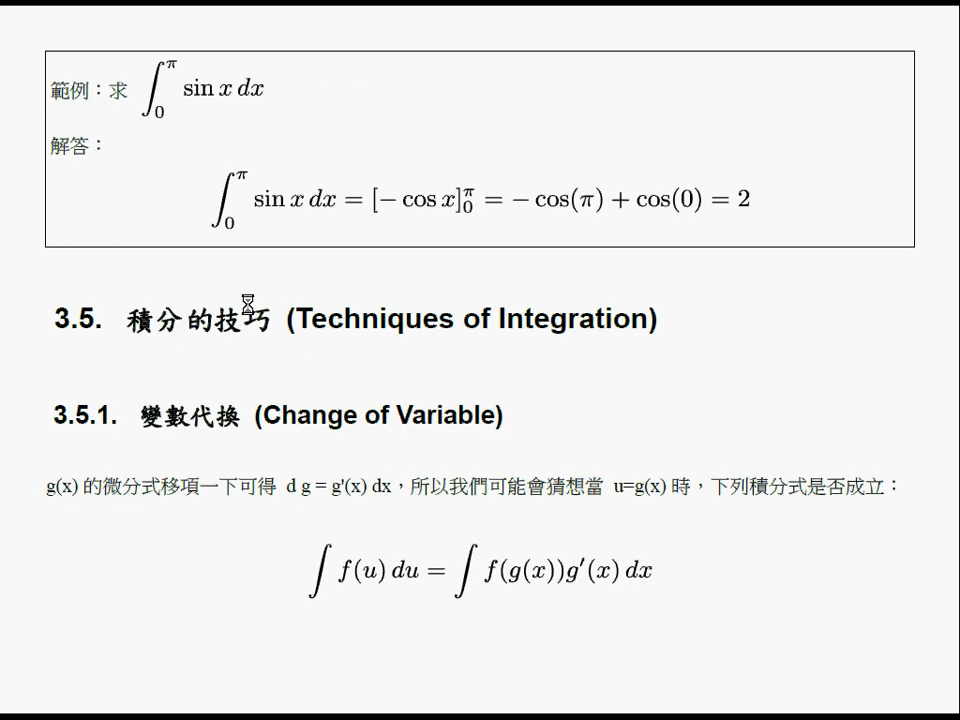 範例：求 ∫₀^π sin x dx
解答：
∫₀^π sin x dx = [− cos x]₀^π = − cos(π) + cos(0) = 2
3.5. 積分的技巧 (Techniques of Integration)
3.5.1. 變數代換 (Change of Variable)
g(x) 的微分式移項一下可得 d g = g'(x) dx，所以我們可能會猜想當 u=g(x) 時，下列積分式是否成立：
∫ f(u) du = ∫ f(g(x))g′(x) dx